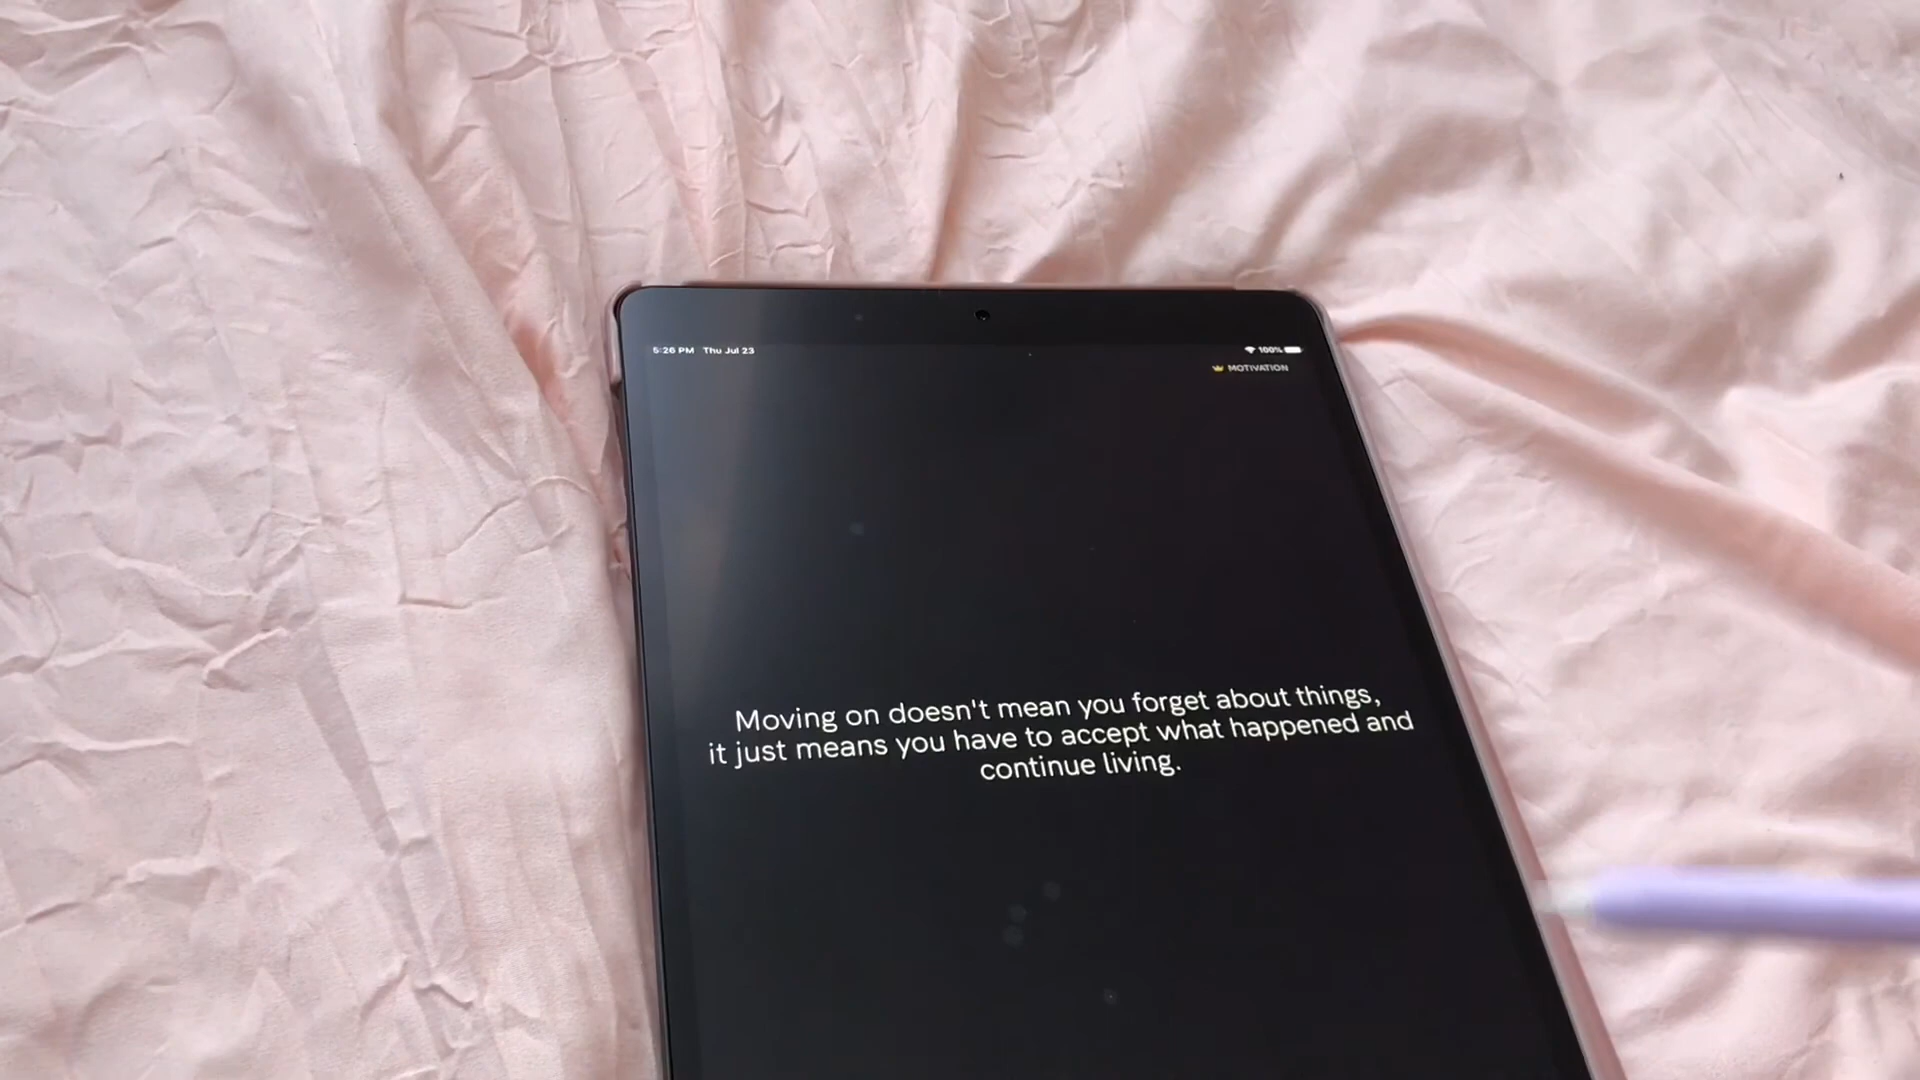 5:26 PM Thu Jul 23
100%
MOTIVATION
Moving on doesn't mean you forget about things,
it just means you have to accept what happened and
continue living.